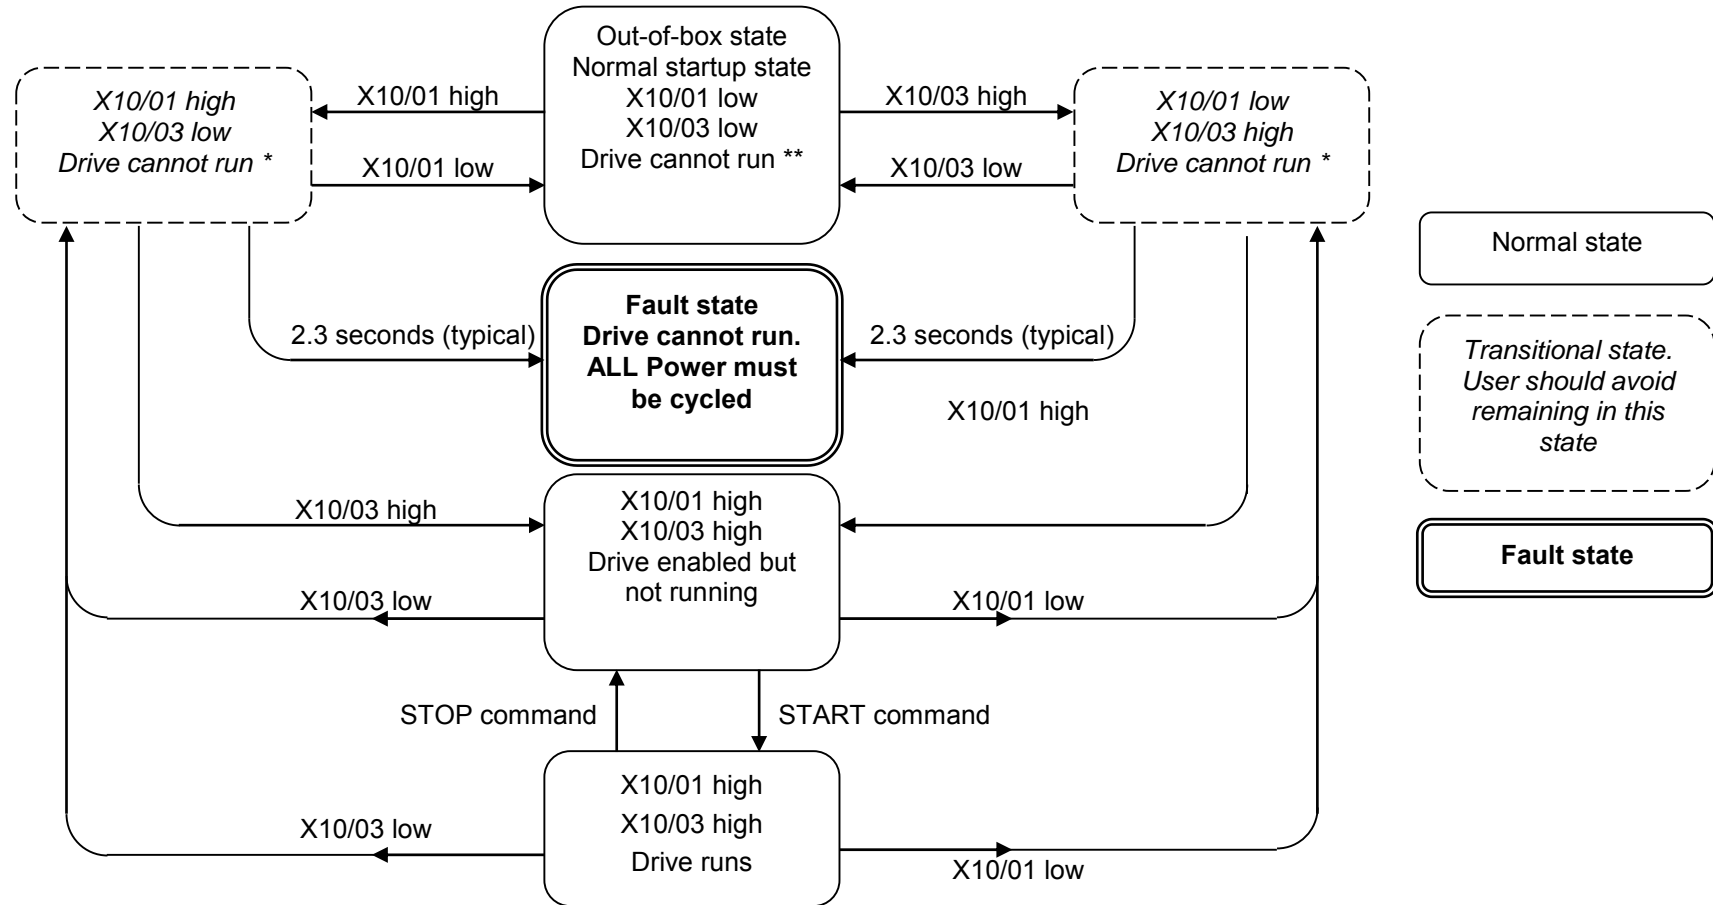 Out-of-box state
Normal startup state
X10/01 low
X10/03 low
Drive cannot run **
X10/01 high
X10/03 low
Drive cannot run *
X10/01 high
X10/01 low
X10/03 high
X10/03 low
X10/01 low
X10/03 high
Drive cannot run *
Normal state
Fault state
Drive cannot run.
ALL Power must
be cycled
2.3 seconds (typical)
2.3 seconds (typical)
X10/01 high
Transitional state.
User should avoid
remaining in this
state
X10/03 high
X10/01 high
X10/03 high
Drive enabled but
not running
Fault state
X10/03 low
X10/01 low
STOP command
START command
X10/01 high
X10/03 high
Drive runs
X10/03 low
X10/01 low